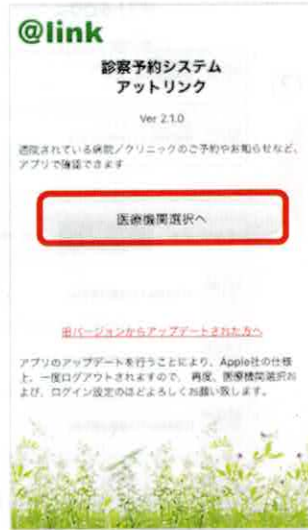 @link
診察予約システム
アットリンク
Ver 2.1.0
通院されている病院/クリニックのご予約やお知らせなど、
アプリで確認できます
医療機関選択へ
旧バージョンからアップデートされた方へ
アプリのアップデートを行うことにより、Apple社の仕様
上、一度ログアウトされますので、再度、医療機関選択お
よび、ログイン設定のほどよろしくお願い致します。